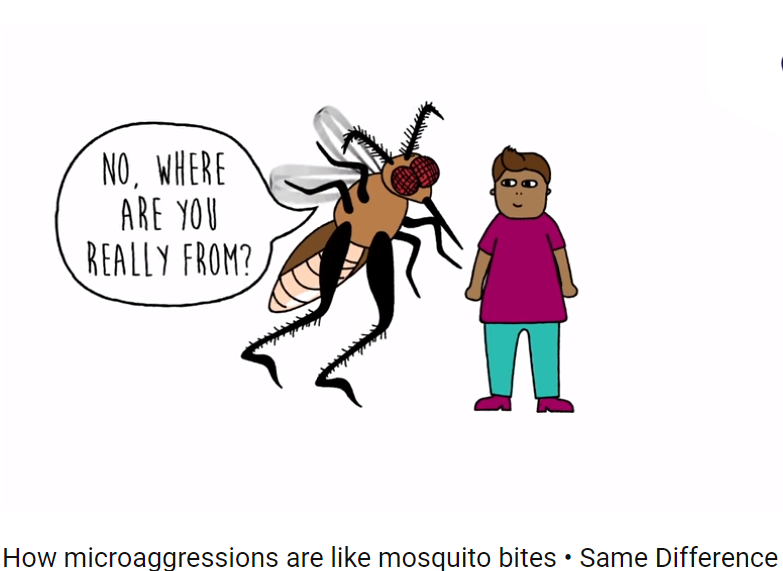 NO, WHERE
ARE YOU
REALLY FROM?
How microaggressions are like mosquito bites • Same Difference